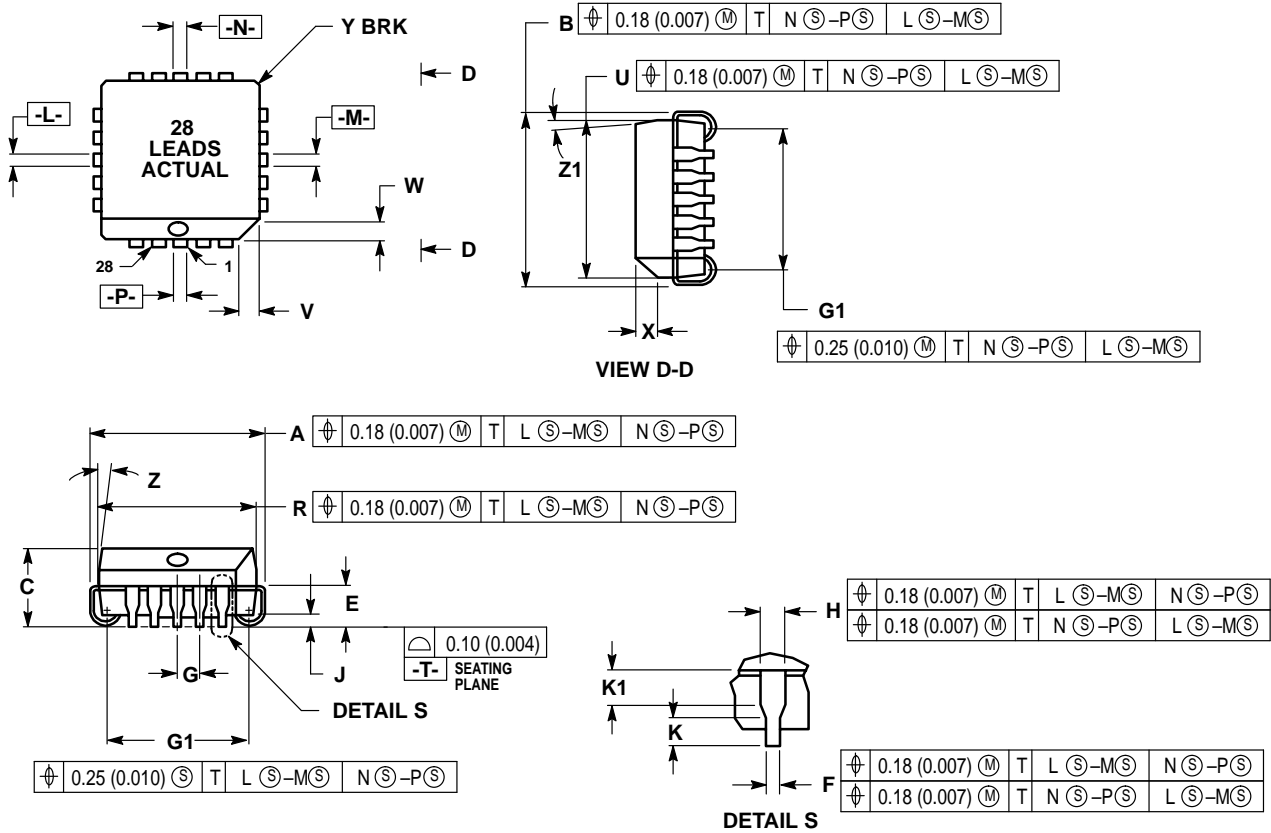 -N-
Y BRK
D
-L-
-M-
28
LEADS
ACTUAL
W
28
1
D
-P-
V
B ⌖ 0.18 (0.007) Ⓜ T N Ⓢ –P Ⓢ L Ⓢ –M Ⓢ
U ⌖ 0.18 (0.007) Ⓜ T N Ⓢ –P Ⓢ L Ⓢ –M Ⓢ
Z1
G1
X
⌖ 0.25 (0.010) Ⓜ T N Ⓢ –P Ⓢ L Ⓢ –M Ⓢ
VIEW D-D
A ⌖ 0.18 (0.007) Ⓜ T L Ⓢ –M Ⓢ N Ⓢ –P Ⓢ
Z
R ⌖ 0.18 (0.007) Ⓜ T L Ⓢ –M Ⓢ N Ⓢ –P Ⓢ
C
E
⌓ 0.10 (0.004)
G
J
-T- SEATING
PLANE
DETAIL S
G1
⌖ 0.25 (0.010) Ⓢ T L Ⓢ –M Ⓢ N Ⓢ –P Ⓢ
H ⌖ 0.18 (0.007) Ⓜ T L Ⓢ –M Ⓢ N Ⓢ –P Ⓢ
⌖ 0.18 (0.007) Ⓜ T N Ⓢ –P Ⓢ L Ⓢ –M Ⓢ
K1
K
F ⌖ 0.18 (0.007) Ⓜ T L Ⓢ –M Ⓢ N Ⓢ –P Ⓢ
⌖ 0.18 (0.007) Ⓜ T N Ⓢ –P Ⓢ L Ⓢ –M Ⓢ
DETAIL S